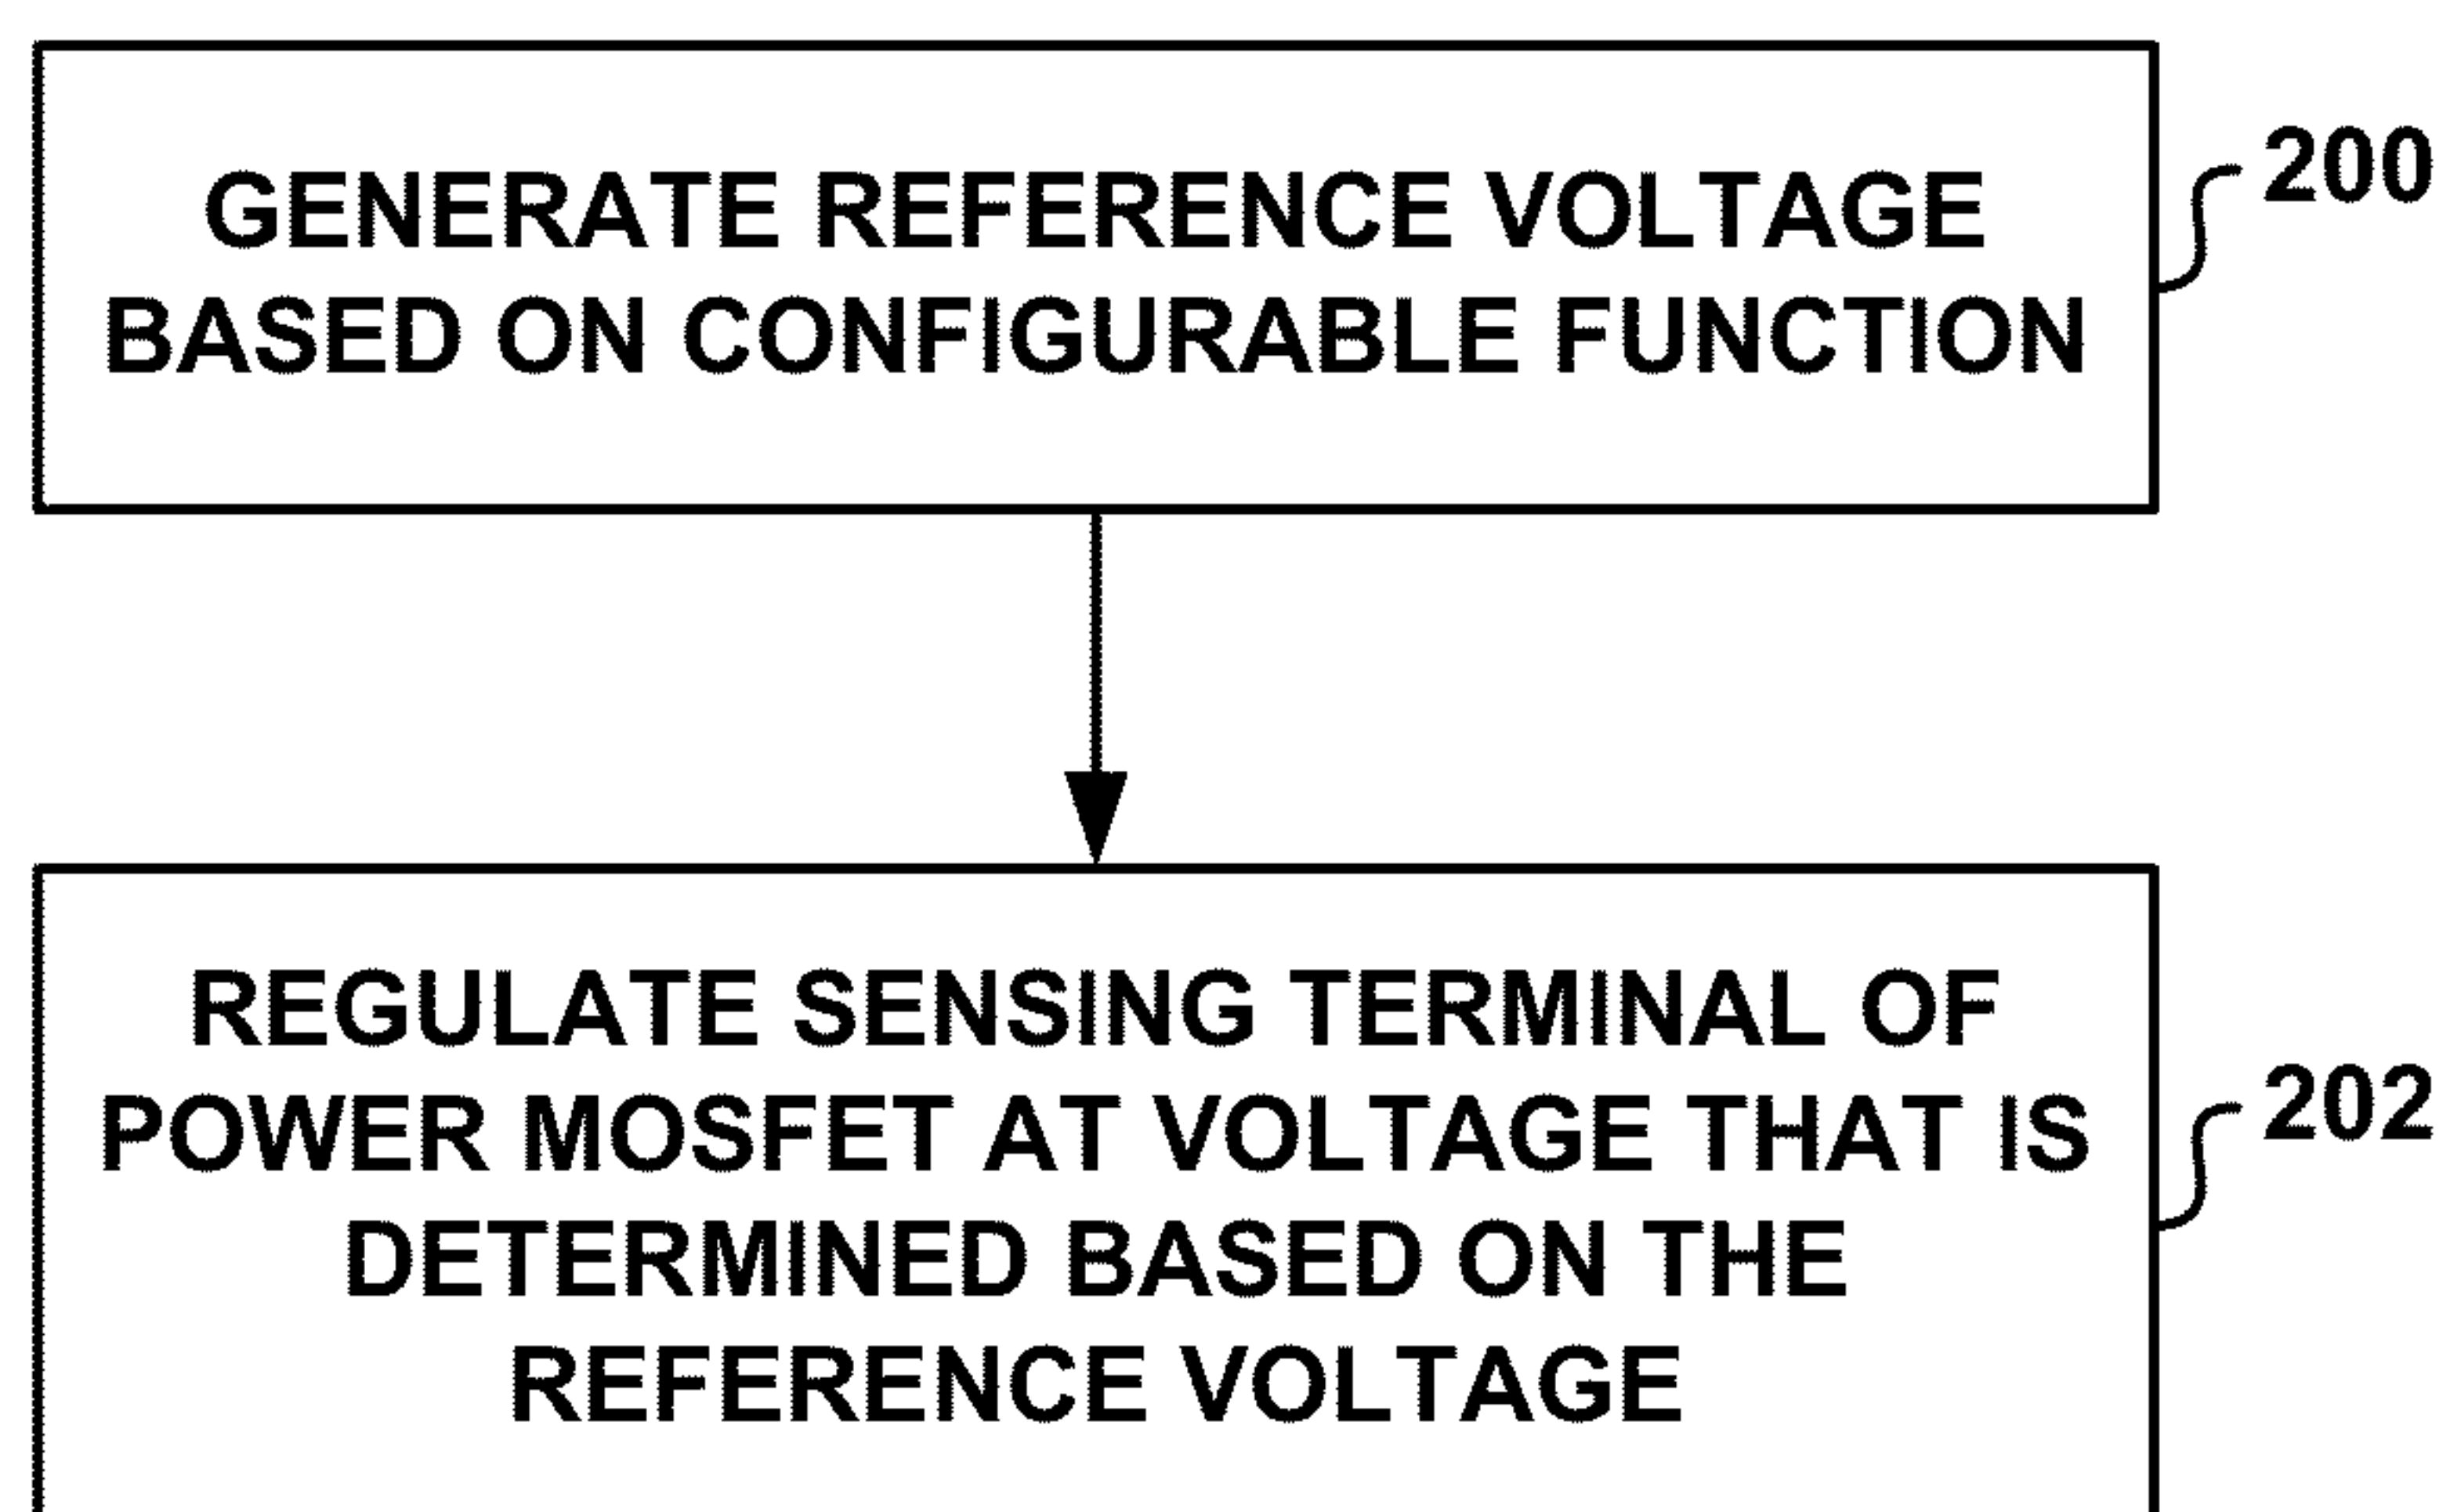 GENERATE REFERENCE VOLTAGE
BASED ON CONFIGURABLE FUNCTION
200
REGULATE SENSING TERMINAL OF
POWER MOSFET AT VOLTAGE THAT IS
DETERMINED BASED ON THE
REFERENCE VOLTAGE
202